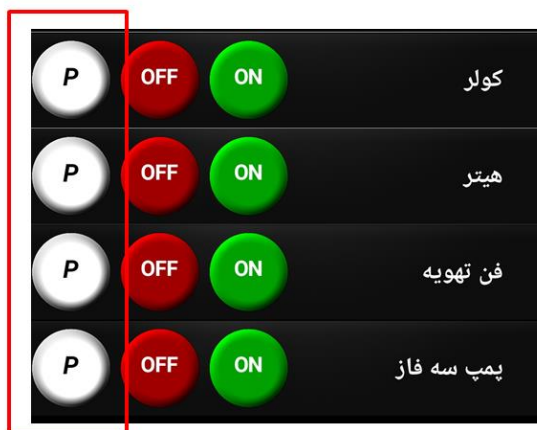 کولر ON OFF P
هیتر ON OFF P
فن تهویه ON OFF P
پمپ سه فاز ON OFF P